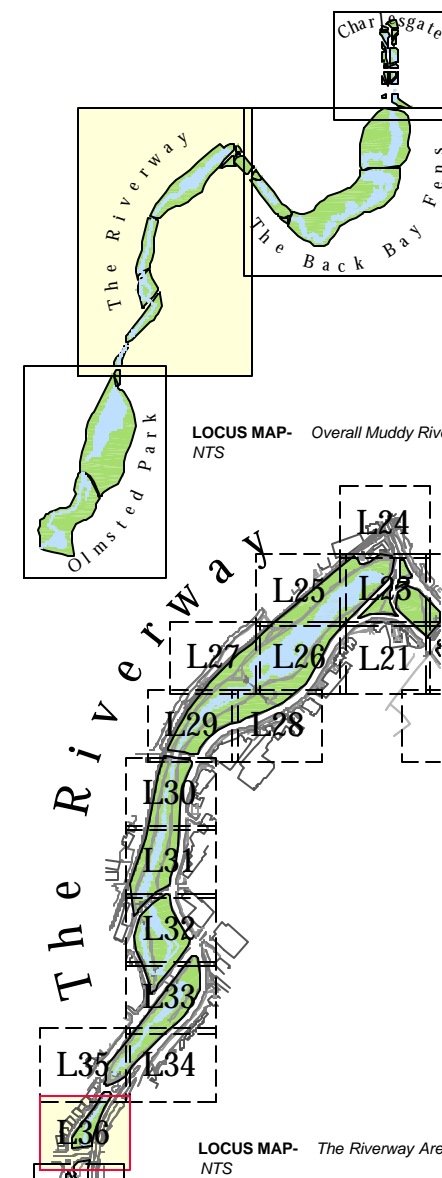 Charlesgate
The Riverway
The Back Bay Fens
Olmsted Park
LOCUS MAP- Overall Muddy Rive
NTS
The Riverway
L24
L25 L23
L27 L26 L21
L29 L28
L30
L31
L32
L33
L35 L34
L36
LOCUS MAP- The Riverway Are
NTS